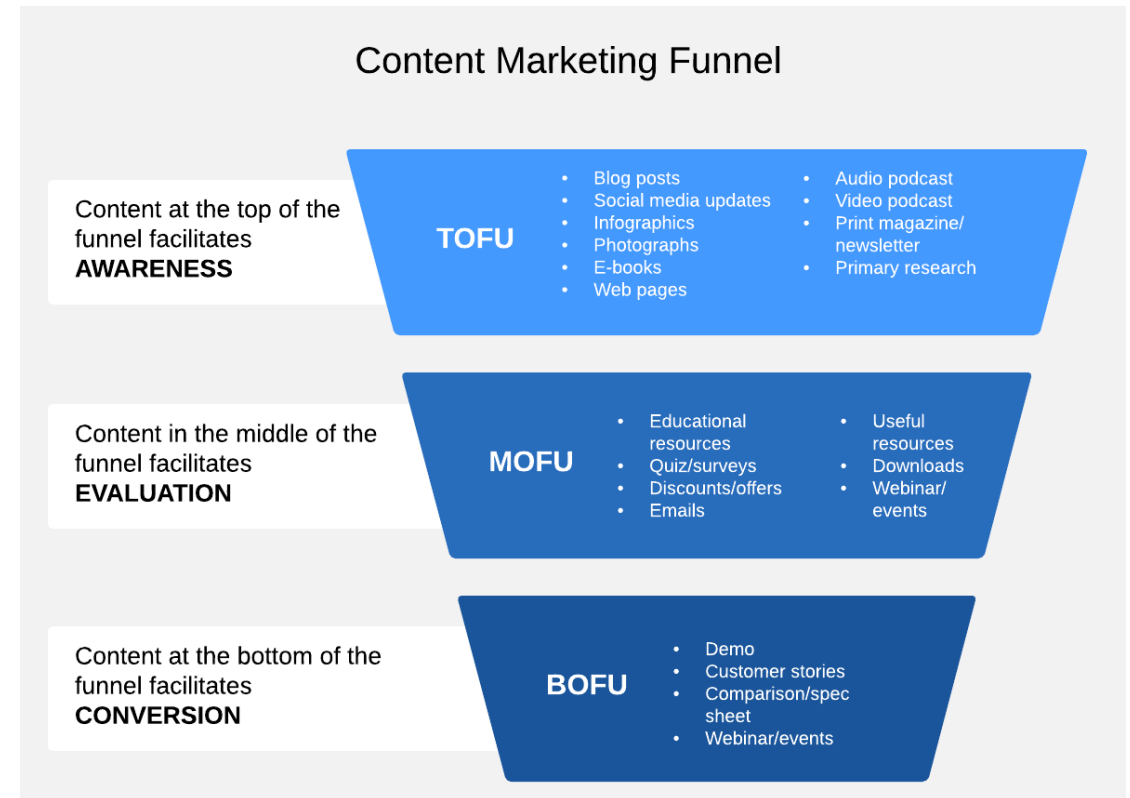 Content Marketing Funnel
Content at the top of the
funnel facilitates
AWARENESS
TOFU
• Blog posts
• Social media updates
• Infographics
• Photographs
• E-books
• Web pages
• Audio podcast
• Video podcast
• Print magazine/
newsletter
• Primary research
Content in the middle of the
funnel facilitates
EVALUATION
MOFU
• Educational
resources
• Quiz/surveys
• Discounts/offers
• Emails
• Useful
resources
• Downloads
• Webinar/
events
Content at the bottom of the
funnel facilitates
CONVERSION
BOFU
• Demo
• Customer stories
• Comparison/spec
sheet
• Webinar/events